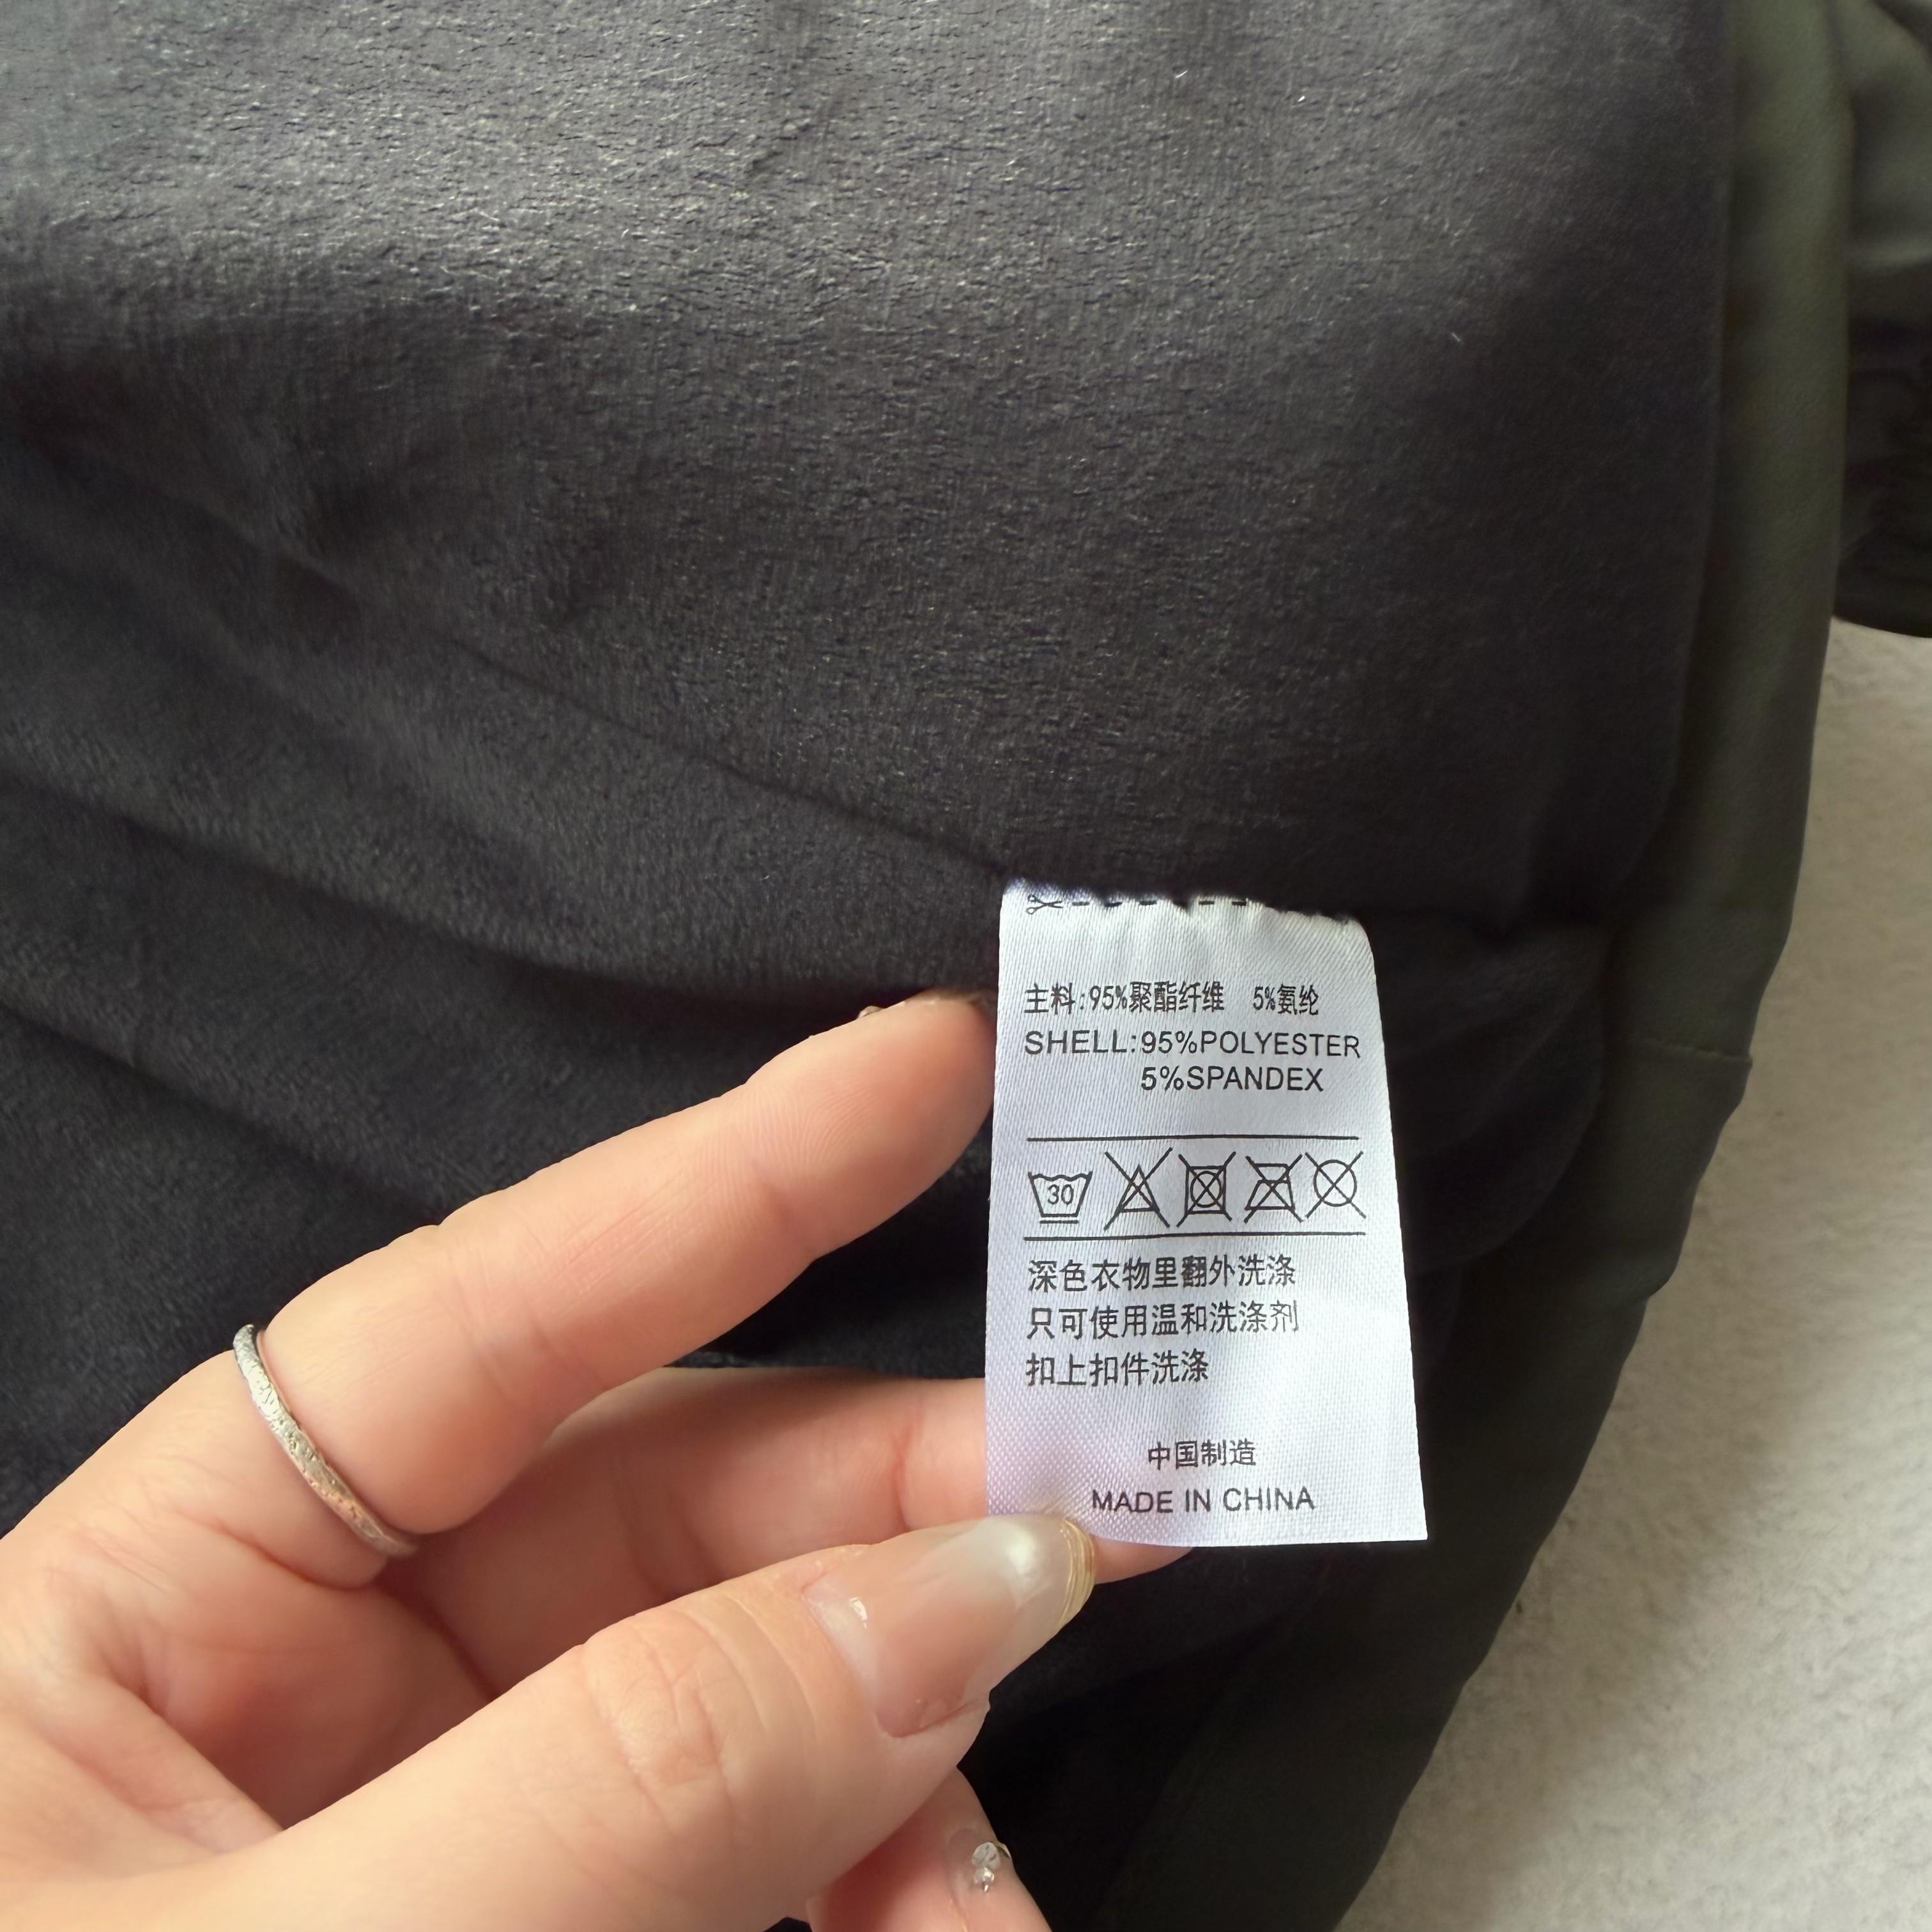 主料:95%聚酯纤维 5%氨纶
SHELL:95%POLYESTER
5%SPANDEX
30
深色衣物里翻外洗涤
只可使用温和洗涤剂
扣上扣件洗涤
中国制造
MADE IN CHINA